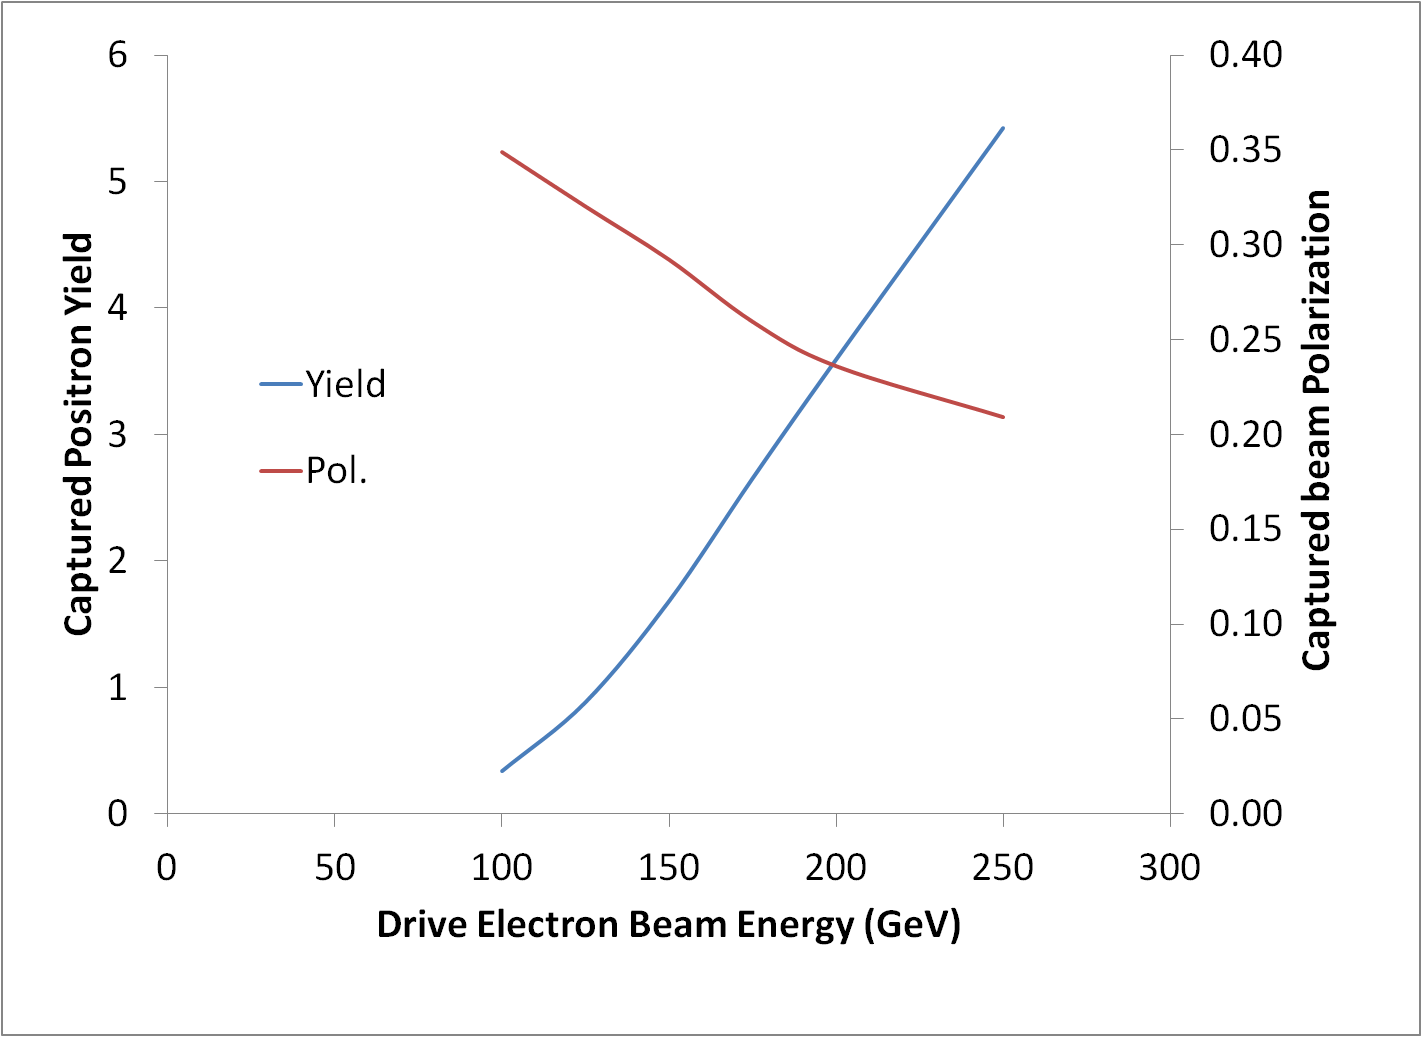 6
5
4
3
2
1
0
Captured Positron Yield
Yield
Pol.
0.40
0.35
0.30
0.25
0.20
0.15
0.10
0.05
0.00
Captured beam Polarization
0 50 100 150 200 250 300
Drive Electron Beam Energy (GeV)